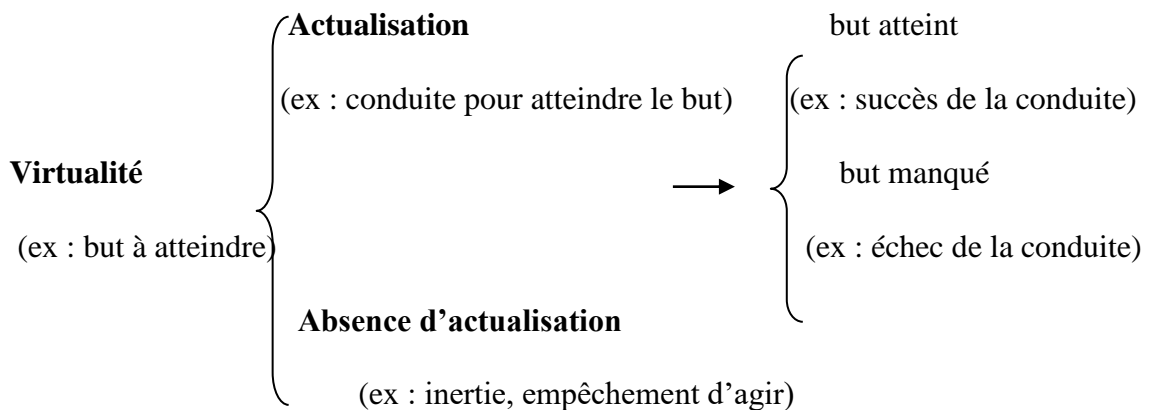 Actualisation but atteint
(ex : conduite pour atteindre le but) (ex : succès de la conduite)
Virtualité but manqué
(ex : but à atteindre) (ex : échec de la conduite)
Absence d’actualisation
(ex : inertie, empêchement d’agir)